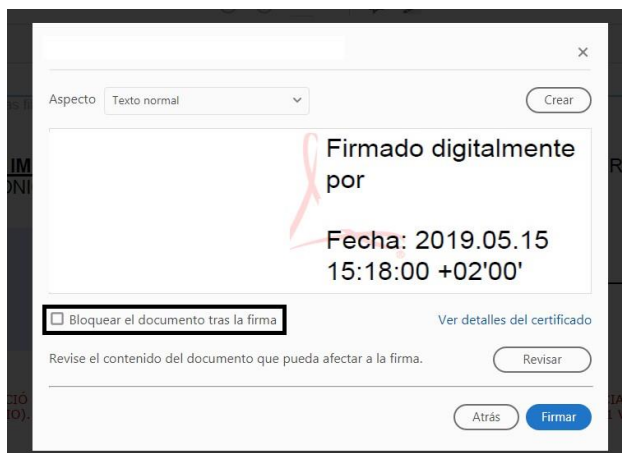 Aspecto Texto normal Crear
Firmado digitalmente
por
Fecha: 2019.05.15
15:18:00 +02'00'
Bloquear el documento tras la firma Ver detalles del certificado
Revise el contenido del documento que pueda afectar a la firma. Revisar
Atrás Firmar